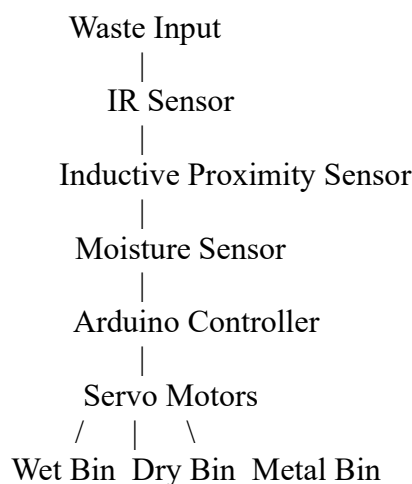 Waste Input
|
IR Sensor
|
Inductive Proximity Sensor
|
Moisture Sensor
|
Arduino Controller
|
Servo Motors
/ | \
Wet Bin Dry Bin Metal Bin